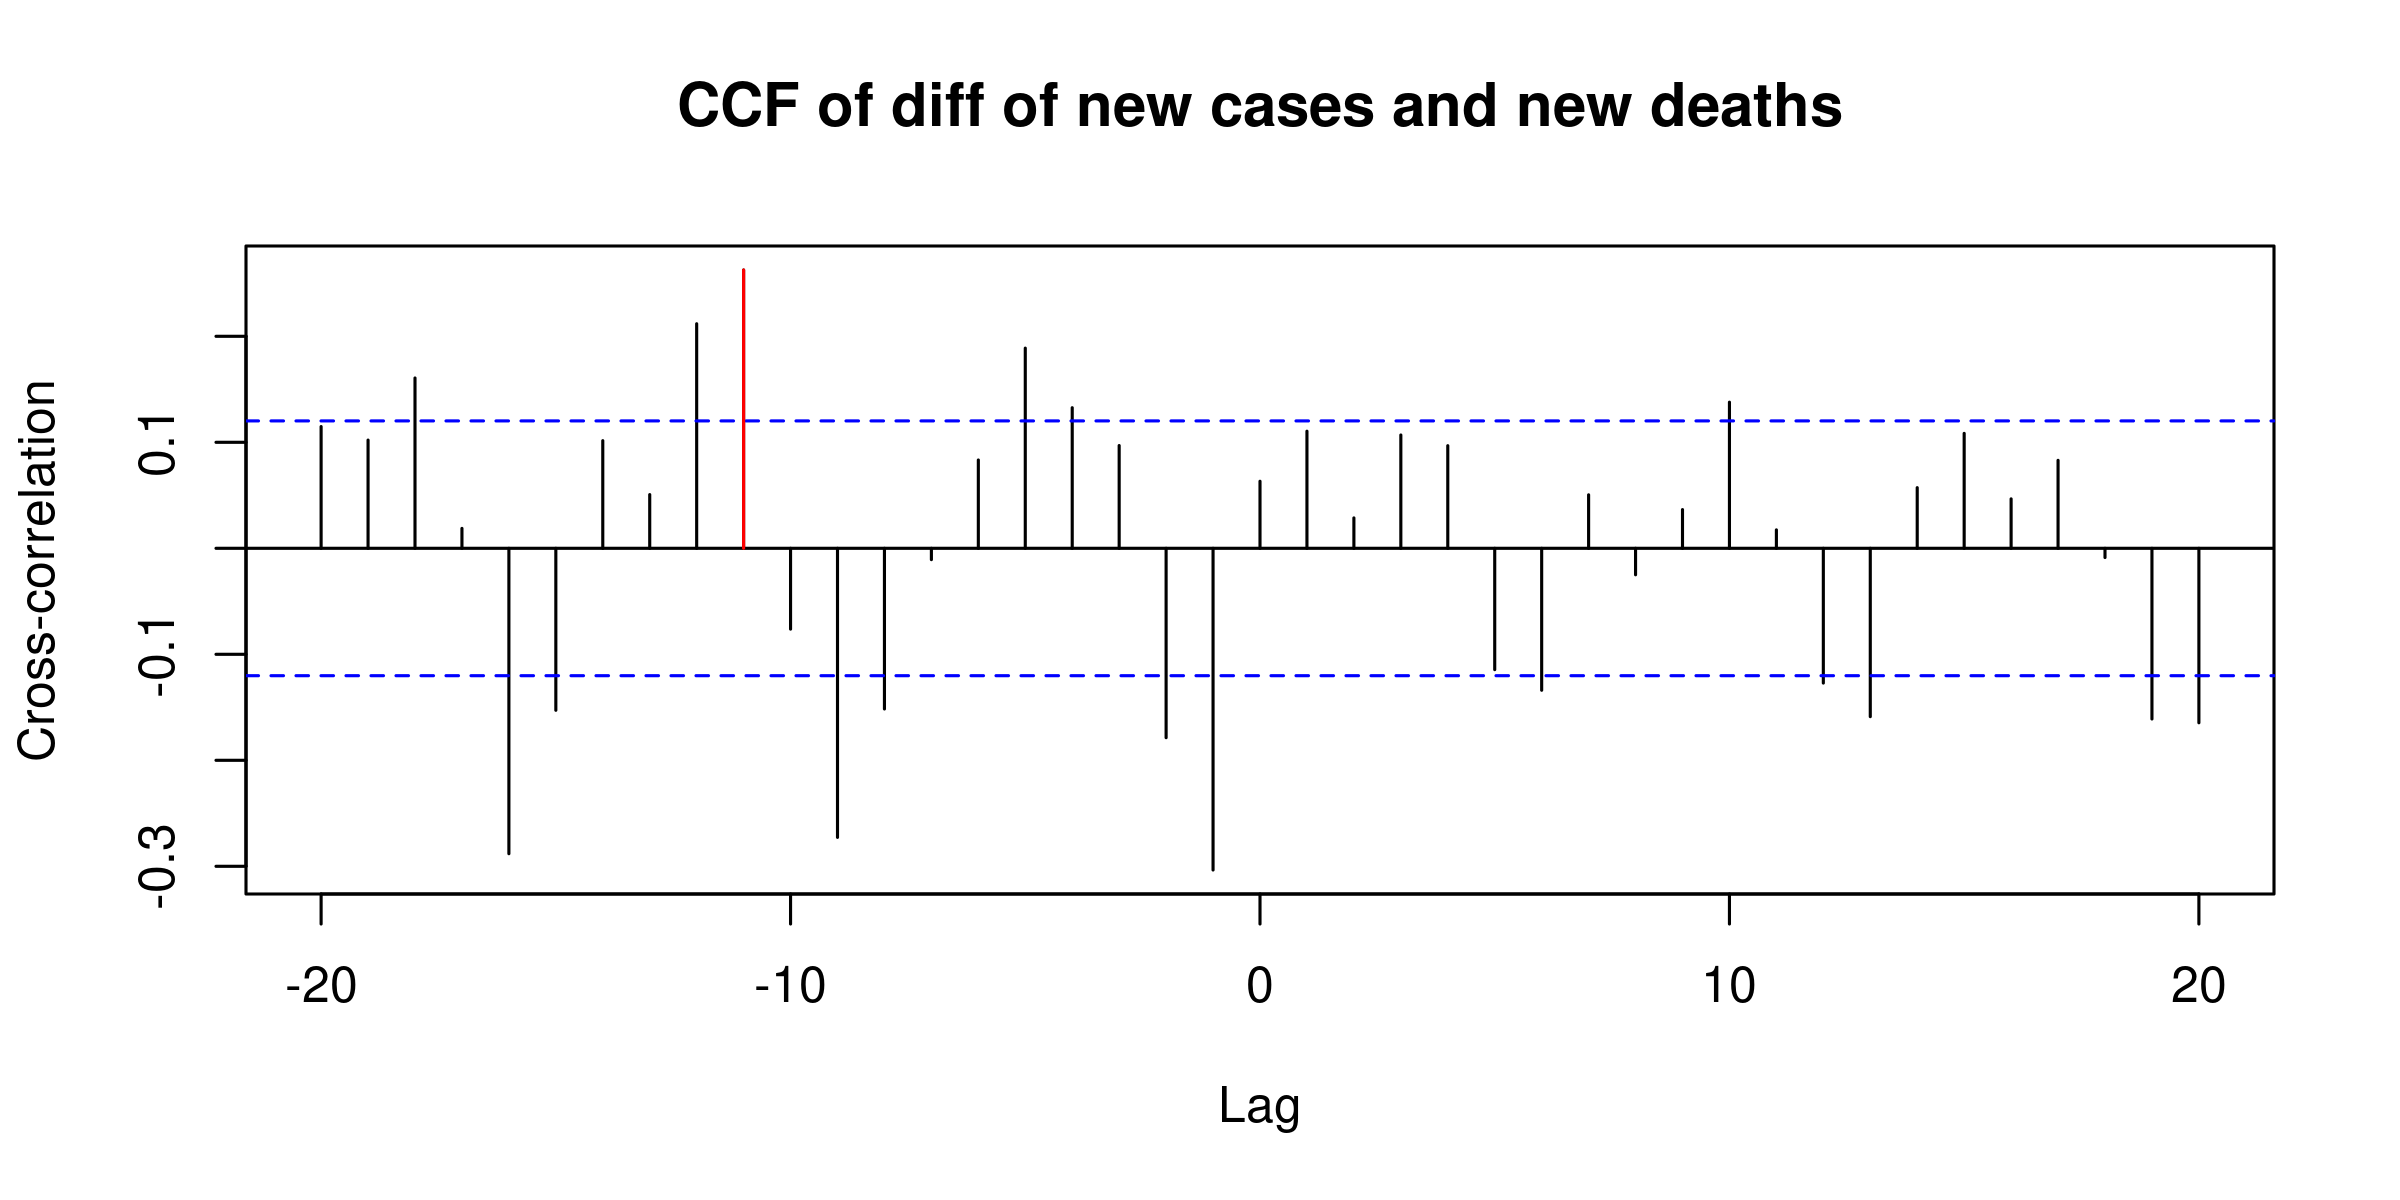 CCF of diff of new cases and new deaths
Cross-correlation
0.1
-0.1
-0.3
-20 -10 0 10 20
Lag